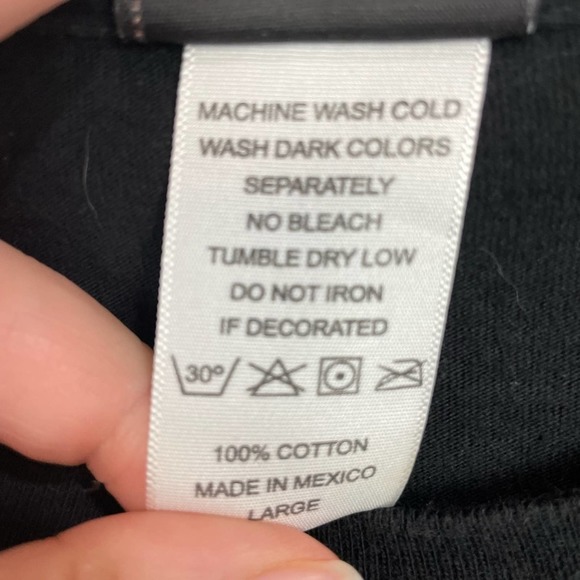 MACHINE WASH COLD
WASH DARK COLORS
SEPARATELY
NO BLEACH
TUMBLE DRY LOW
DO NOT IRON
IF DECORATED
30°
100% COTTON
MADE IN MEXICO
LARGE